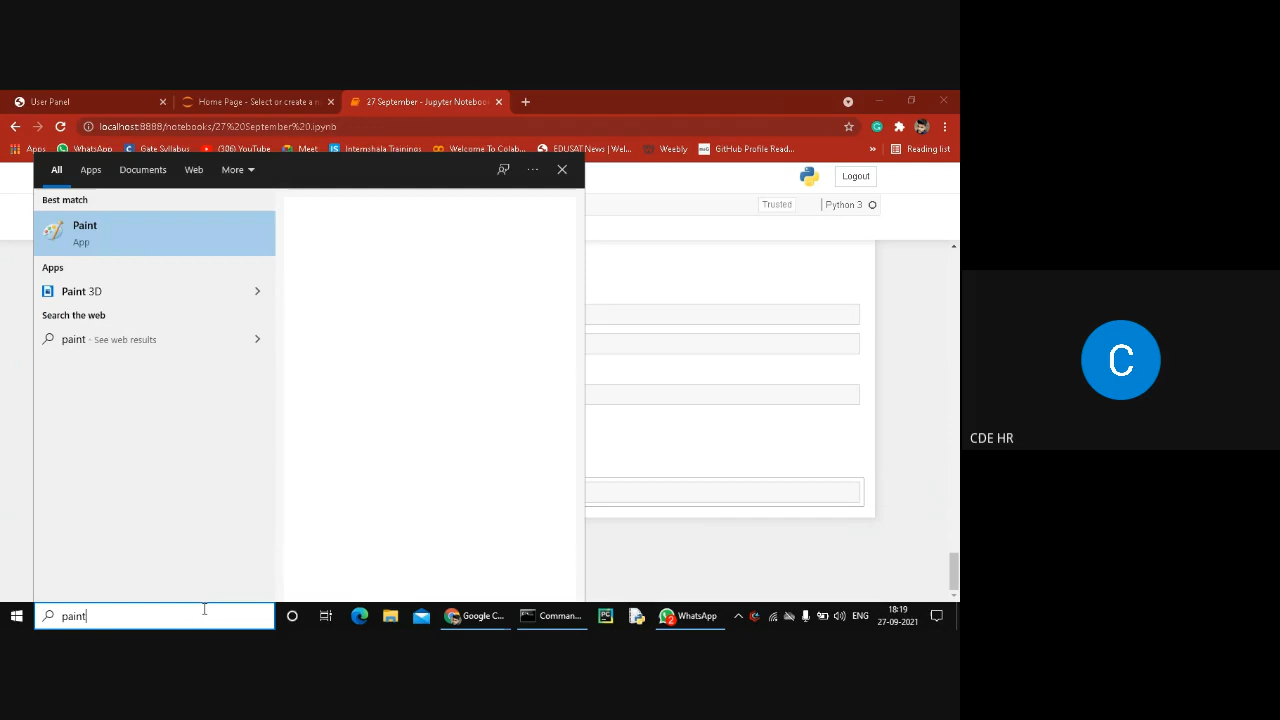 User Panel
Home Page - Select or create a n
27 September - Jupyter Noteboo
localhost:8888/notebooks/27%20September%20.ipynb
Apps WhatsApp Gate Syllabus YouTube Meet Internshala Trainings Welcome To Colab... EDUSAT News | Wel... Weebly GitHub Profile Read... » Reading list
All Apps Documents Web More
Logout
Best match
Trusted Python 3
Paint
App
Apps
Paint 3D
Search the web
paint - See web results
C
CDE HR
paint
Google C...
Comman...
WhatsApp
ENG
18:19
27-09-2021